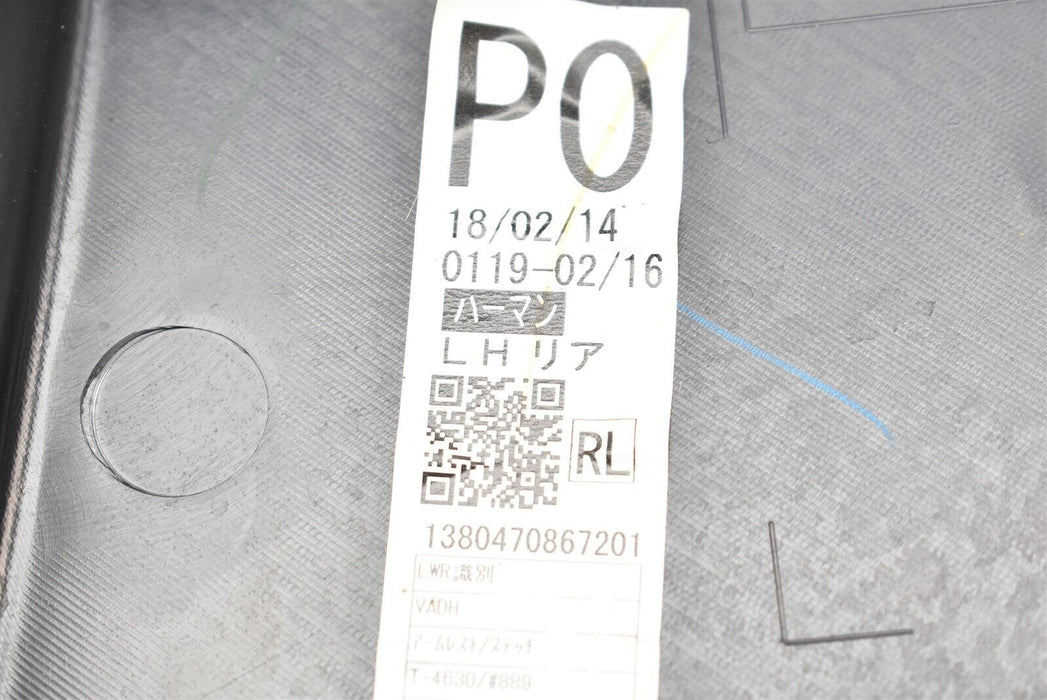 P0
18/02/14
0119-02/16
ハーマン
LHリア
RL
1380470867201
LWR識別
VADH
アームレスト/ステッチ
T-4630/#889